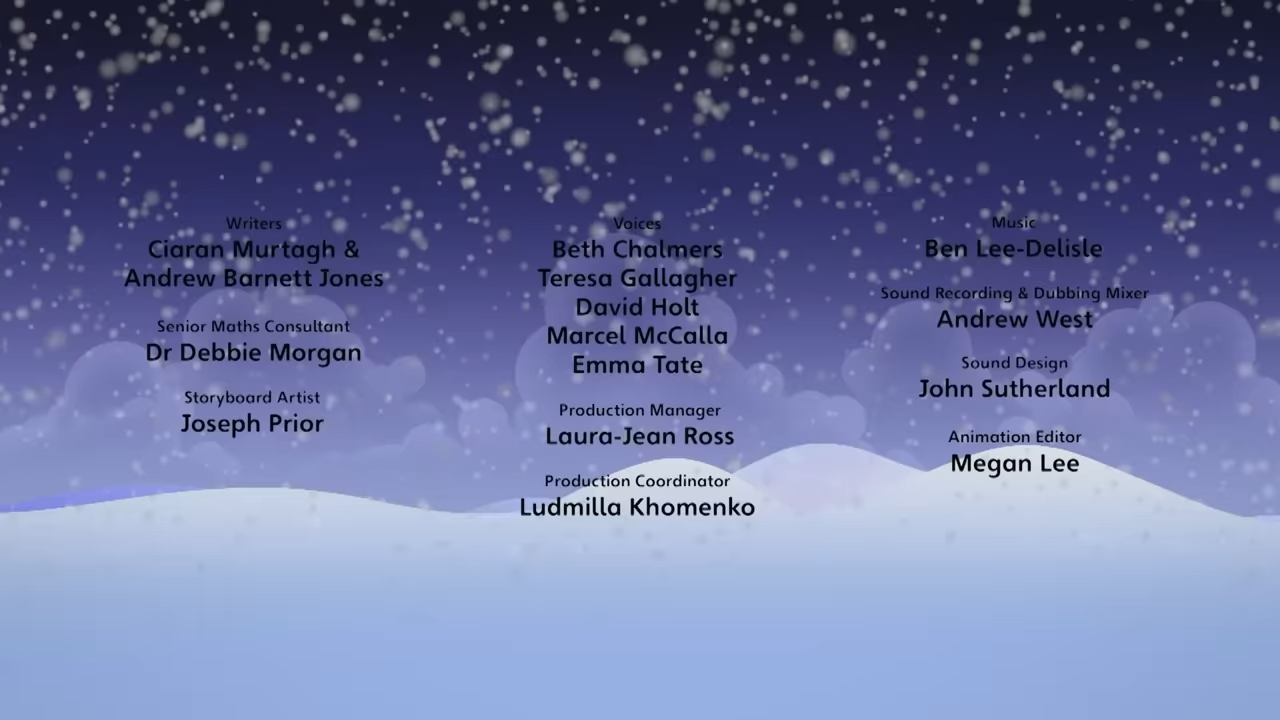 Writers
Ciaran Murtagh &
Andrew Barnett Jones
Senior Maths Consultant
Dr Debbie Morgan
Storyboard Artist
Joseph Prior
Voices
Beth Chalmers
Teresa Gallagher
David Holt
Marcel McCalla
Emma Tate
Production Manager
Laura-Jean Ross
Production Coordinator
Ludmilla Khomenko
Music
Ben Lee-Delisle
Sound Recording & Dubbing Mixer
Andrew West
Sound Design
John Sutherland
Animation Editor
Megan Lee